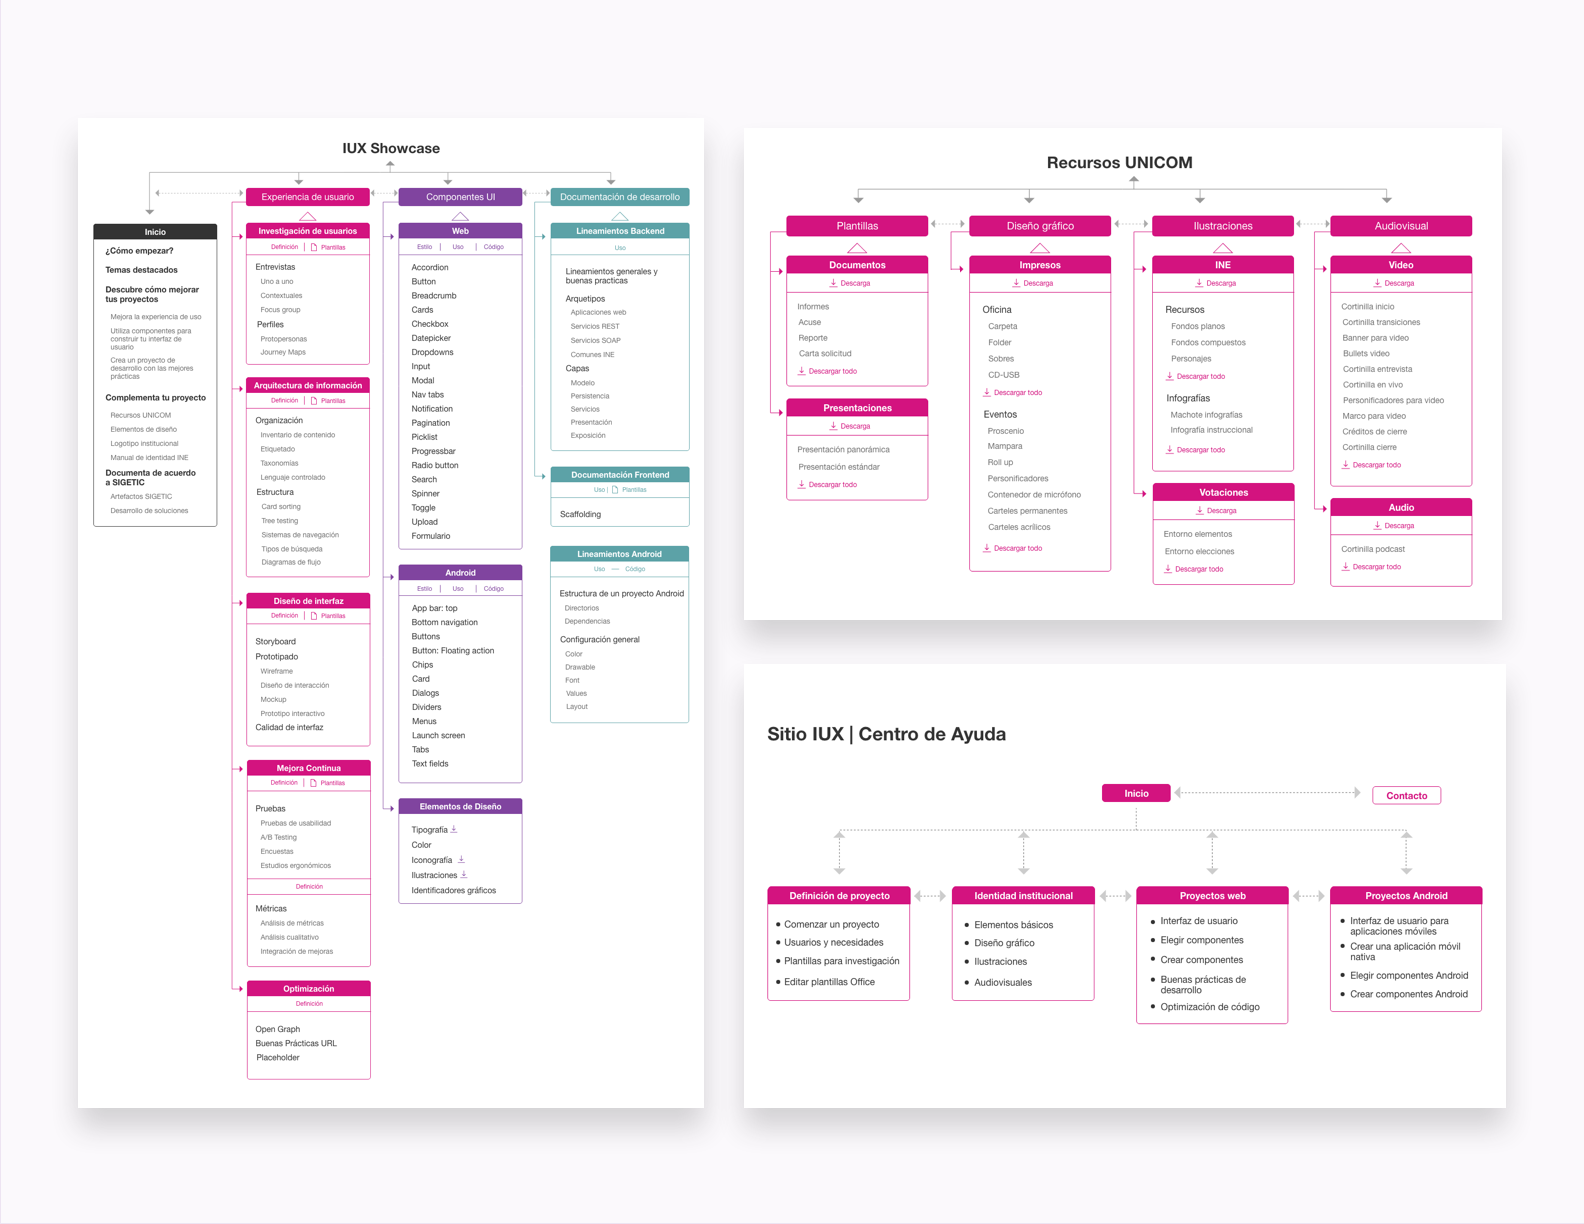 IUX Showcase
Inicio
¿Cómo empezar?
Temas destacados
Descubre cómo mejorar
tus proyectos
Mejora la experiencia de uso
Utiliza componentes para
construir tu interfaz de
usuario
Crea un proyecto de
desarrollo con las mejores
prácticas
Complementa tu proyecto
Recursos UNICOM
Elementos de diseño
Logotipo institucional
Manual de identidad INE
Documenta de acuerdo
a SIGETIC
Artefactos SIGETIC
Desarrollo de soluciones
Experiencia de usuario
Investigación de usuarios
Definición | Plantillas
Entrevistas
Uno a uno
Contextuales
Focus group
Perfiles
Protopersonas
Journey Maps
Arquitectura de información
Definición | Plantillas
Organización
Inventario de contenido
Etiquetado
Taxonomías
Lenguaje controlado
Estructura
Card sorting
Tree testing
Sistemas de navegación
Tipos de búsqueda
Diagramas de flujo
Diseño de interfaz
Definición | Plantillas
Storyboard
Prototipado
Wireframe
Diseño de interacción
Mockup
Prototipo interactivo
Calidad de interfaz
Mejora Continua
Definición | Plantillas
Pruebas
Pruebas de usabilidad
A/B Testing
Encuestas
Estudios ergonómicos
Definición
Métricas
Análisis de métricas
Análisis cualitativo
Integración de mejoras
Optimización
Definición
Open Graph
Buenas Prácticas URL
Placeholder
Componentes UI
Web
Estilo | Uso | Código
Accordion
Button
Breadcrumb
Cards
Checkbox
Datepicker
Dropdowns
Input
Modal
Nav tabs
Notification
Pagination
Picklist
Progressbar
Radio button
Search
Spinner
Toggle
Upload
Formulario
Android
Estilo | Uso | Código
App bar: top
Bottom navigation
Buttons
Button: Floating action
Chips
Card
Dialogs
Dividers
Menus
Launch screen
Tabs
Text fields
Elementos de Diseño
Tipografía
Color
Iconografía
Ilustraciones
Identificadores gráficos
Documentación de desarrollo
Lineamientos Backend
Uso
Lineamientos generales y
buenas practicas
Arquetipos
Aplicaciones web
Servicios REST
Servicios SOAP
Comunes INE
Capas
Modelo
Persistencia
Servicios
Presentación
Exposición
Documentación Frontend
Uso | Plantillas
Scaffolding
Lineamientos Android
Uso — Código
Estructura de un proyecto Android
Directorios
Dependencias
Configuración general
Color
Drawable
Font
Values
Layout
Recursos UNICOM
Plantillas
Documentos
Descarga
Informes
Acuse
Reporte
Carta solicitud
Descargar todo
Presentaciones
Descarga
Presentación panorámica
Presentación estándar
Descargar todo
Diseño gráfico
Impresos
Descarga
Oficina
Carpeta
Folder
Sobres
CD-USB
Descargar todo
Eventos
Proscenio
Mampara
Roll up
Personificadores
Contenedor de micrófono
Carteles permanentes
Carteles acrílicos
Descargar todo
Ilustraciones
INE
Descarga
Recursos
Fondos planos
Fondos compuestos
Personajes
Descargar todo
Infografías
Machote infografías
Infografía instruccional
Descargar todo
Votaciones
Descarga
Entorno elementos
Entorno elecciones
Descargar todo
Audiovisual
Video
Descarga
Cortinilla inicio
Cortinilla transiciones
Banner para video
Bullets video
Cortinilla entrevista
Cortinilla en vivo
Personificadores para video
Marco para video
Créditos de cierre
Cortinilla cierre
Descargar todo
Audio
Descarga
Cortinilla podcast
Descargar todo
Sitio IUX | Centro de Ayuda
Inicio
Contacto
Definición de proyecto
• Comenzar un proyecto
• Usuarios y necesidades
• Plantillas para investigación
• Editar plantillas Office
Identidad institucional
• Elementos básicos
• Diseño gráfico
• Ilustraciones
• Audiovisuales
Proyectos web
• Interfaz de usuario
• Elegir componentes
• Crear componentes
• Buenas prácticas de
desarrollo
• Optimización de código
Proyectos Android
• Interfaz de usuario para
aplicaciones móviles
• Crear una aplicación móvil
nativa
• Elegir componentes Android
• Crear componentes Android